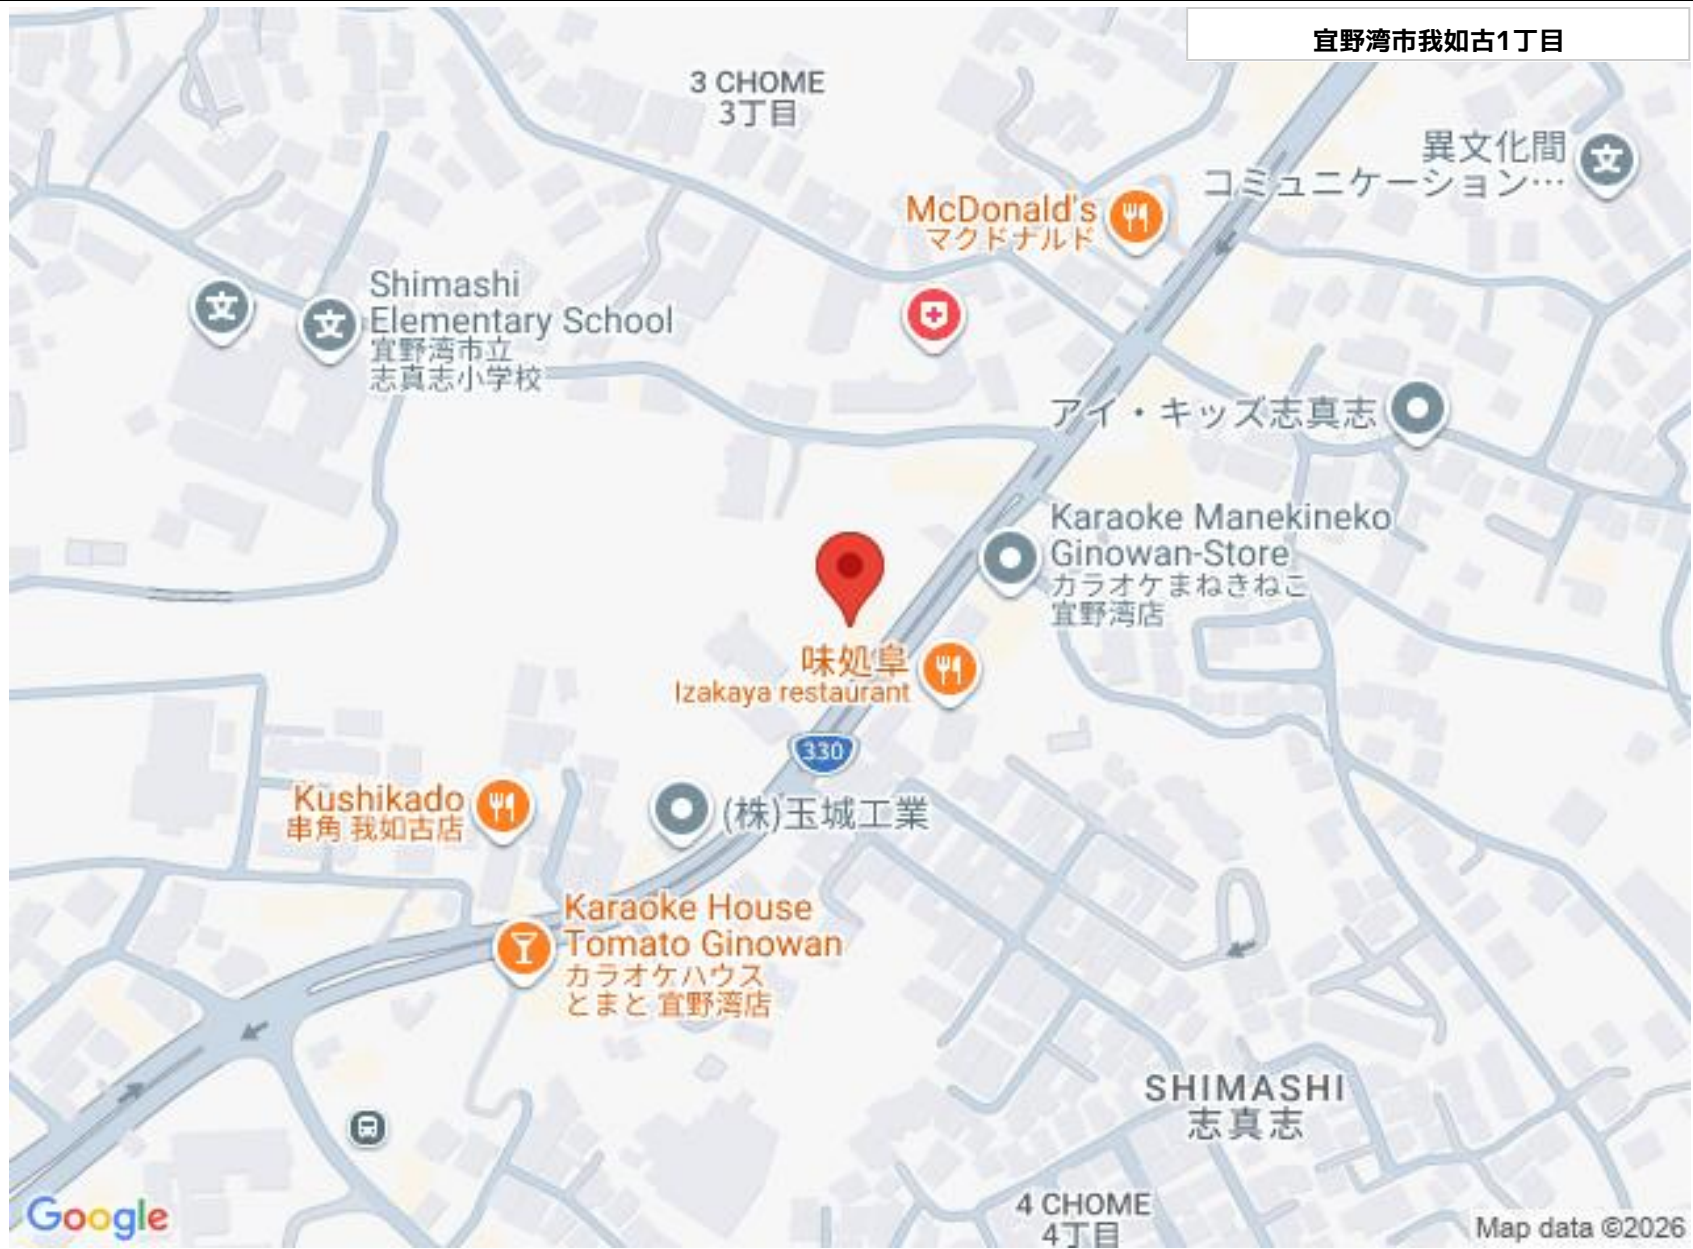 宜野湾市我如古1丁目
3 CHOME
3丁目
異文化間
コミュニケーション…
McDonald's
マクドナルド
Shimashi
Elementary School
宜野湾市立
志真志小学校
アイ・キッズ志真志
Karaoke Manekineko
Ginowan-Store
カラオケまねきねこ
宜野湾店
味処阜
Izakaya restaurant
330
Kushikado
串角 我如古店
(株)玉城工業
Karaoke House
Tomato Ginowan
カラオケハウス
とまと 宜野湾店
SHIMASHI
志真志
4 CHOME
4丁目
Google
Map data ©2026
文
文
文